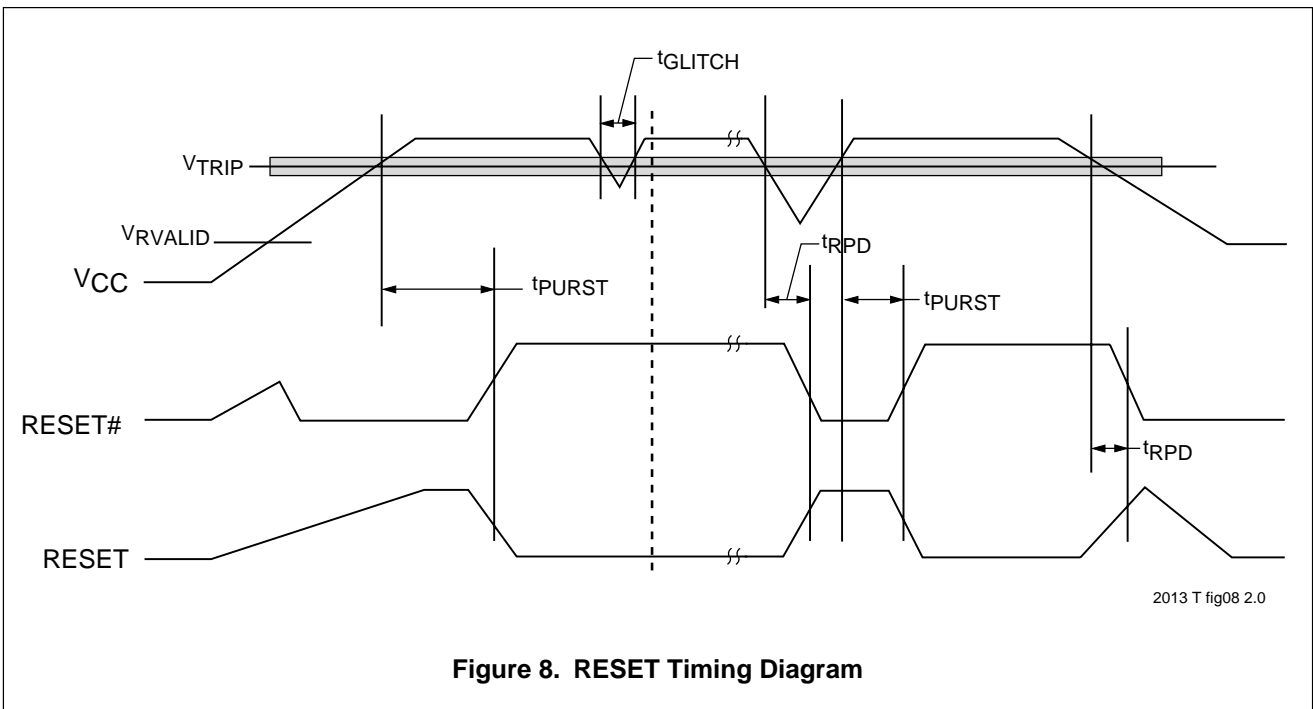 tGLITCH
VTRIP
VRVALID
tRPD
VCC
tPURST
tPURST
RESET#
tRPD
RESET
2013 T fig08 2.0
Figure 8. RESET Timing Diagram